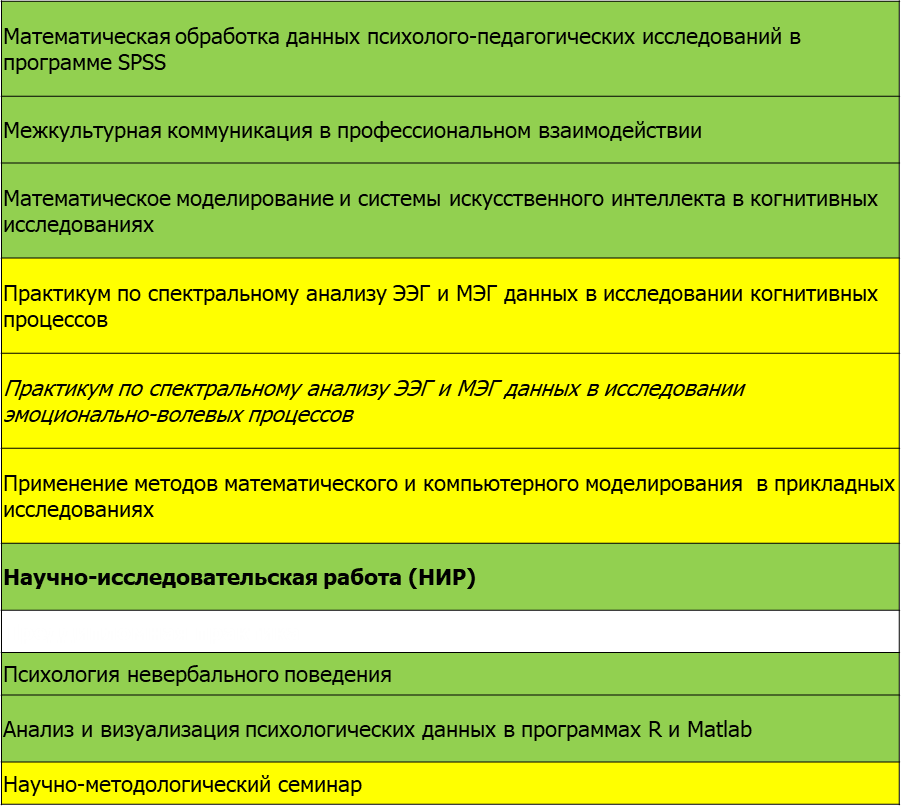 Математическая обработка данных психолого-педагогических исследований в
программе SPSS
Межкультурная коммуникация в профессиональном взаимодействии
Математическое моделирование и системы искусственного интеллекта в когнитивных
исследованиях
Практикум по спектральному анализу ЭЭГ и МЭГ данных в исследовании когнитивных
процессов
Практикум по спектральному анализу ЭЭГ и МЭГ данных в исследовании
эмоционально-волевых процессов
Применение методов математического и компьютерного моделирования  в прикладных
исследованиях
Научно-исследовательская работа (НИР)
Психология невербального поведения
Анализ и визуализация психологических данных в программах R и Matlab
Научно-методологический семинар